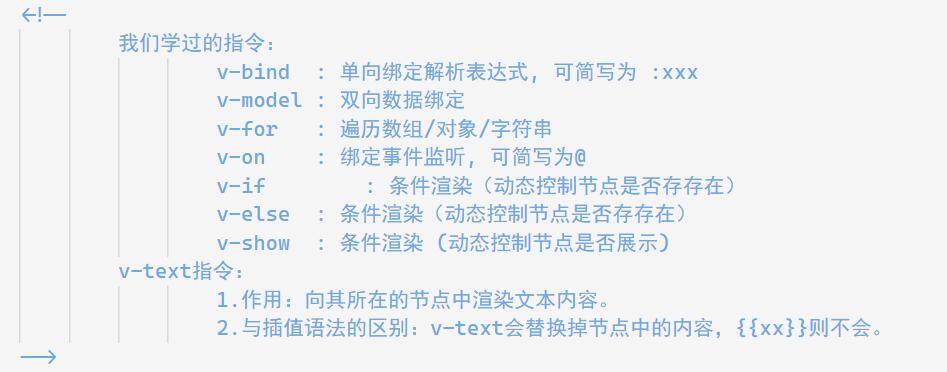 <!--
我们学过的指令:
v-bind  : 单向绑定解析表达式, 可简写为 :xxx
v-model : 双向数据绑定
v-for   : 遍历数组/对象/字符串
v-on    : 绑定事件监听, 可简写为@
v-if        : 条件渲染（动态控制节点是否存存在）
v-else  : 条件渲染（动态控制节点是否存存在）
v-show  : 条件渲染 (动态控制节点是否展示)
v-text指令:
1.作用：向其所在的节点中渲染文本内容。
2.与插值语法的区别：v-text会替换掉节点中的内容，{{xx}}则不会。
-->